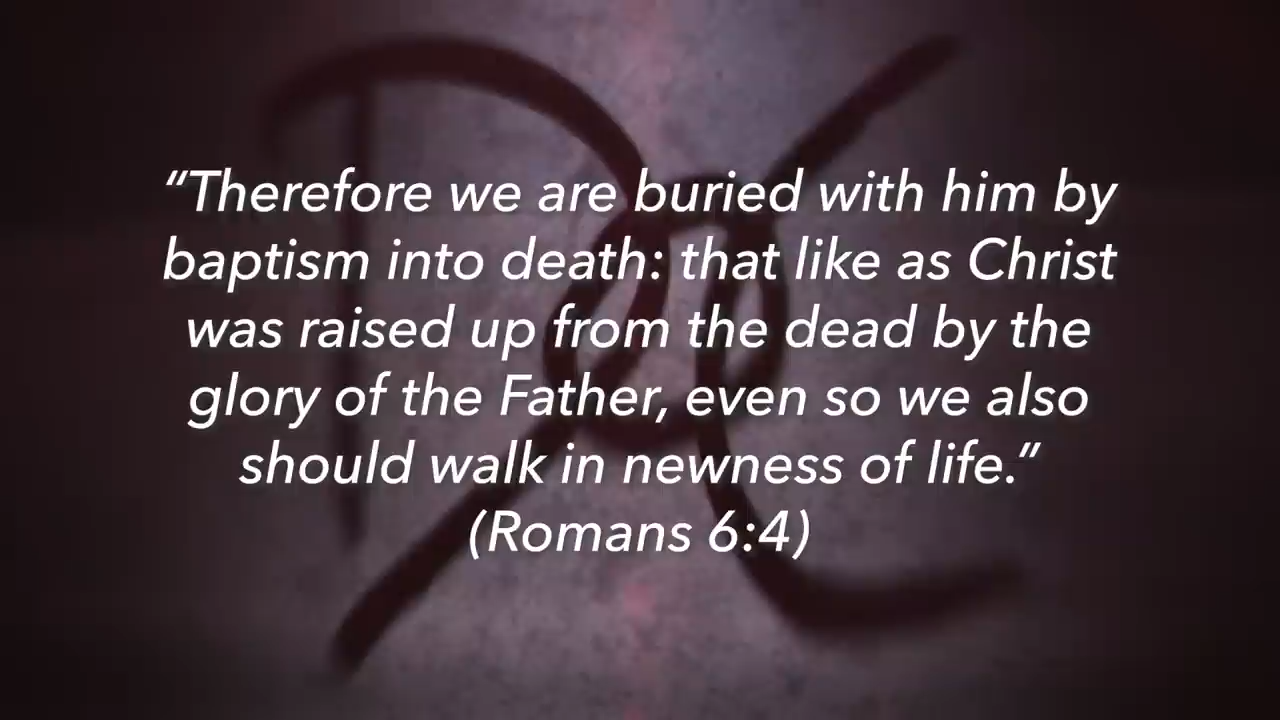 “Therefore we are buried with him by
baptism into death: that like as Christ
was raised up from the dead by the
glory of the Father, even so we also
should walk in newness of life.”
(Romans 6:4)